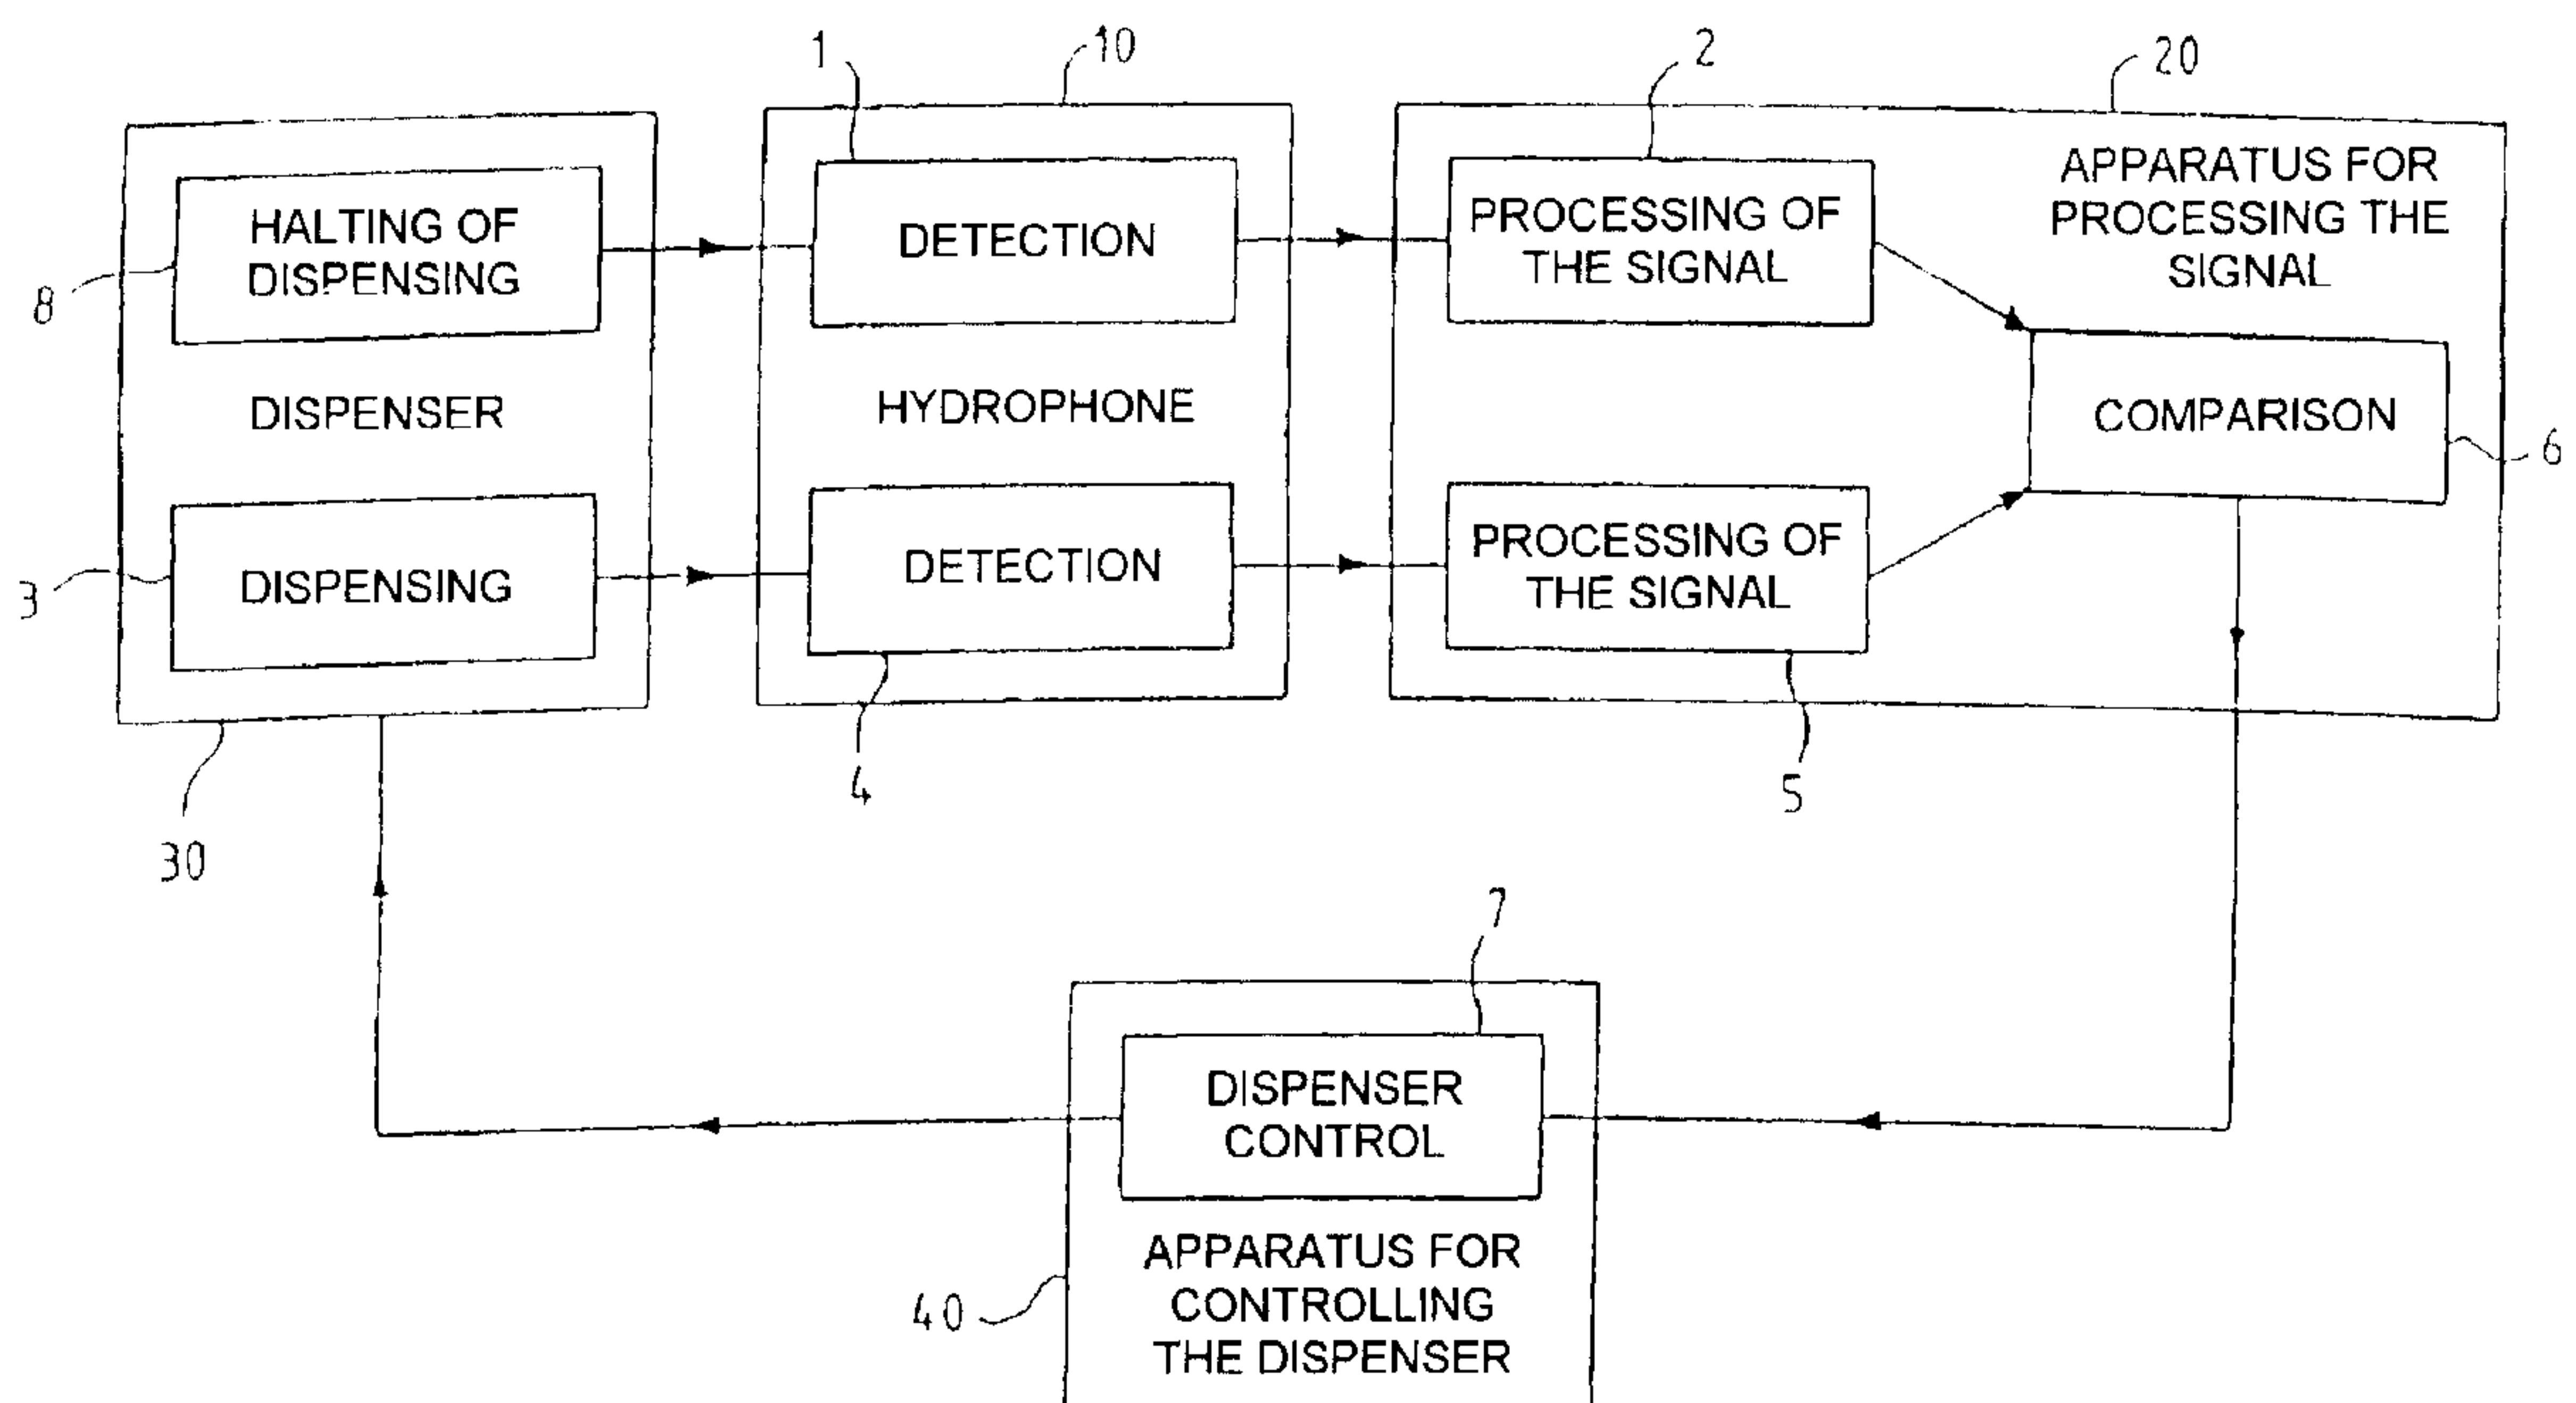 1
10
2
20
HALTING OF
DISPENSING
8
DISPENSER
DISPENSING
3
30
DETECTION
HYDROPHONE
DETECTION
4
PROCESSING OF
THE SIGNAL
APPARATUS FOR
PROCESSING THE
SIGNAL
COMPARISON
6
PROCESSING OF
THE SIGNAL
5
7
DISPENSER
CONTROL
40
APPARATUS FOR
CONTROLLING
THE DISPENSER